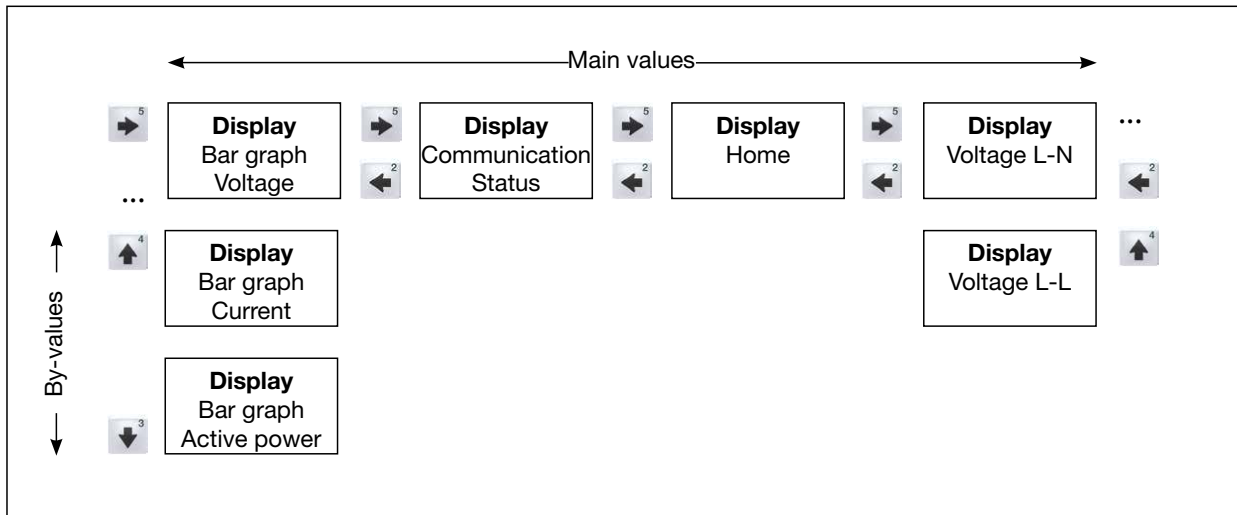 Main values
5
Display
Bar graph
Voltage
5
2
Display
Communication
Status
5
2
Display
Home
5
2
Display
Voltage L-N
...
2
...
By-values
4
Display
Bar graph
Current
Display
Voltage L-L
4
3
Display
Bar graph
Active power